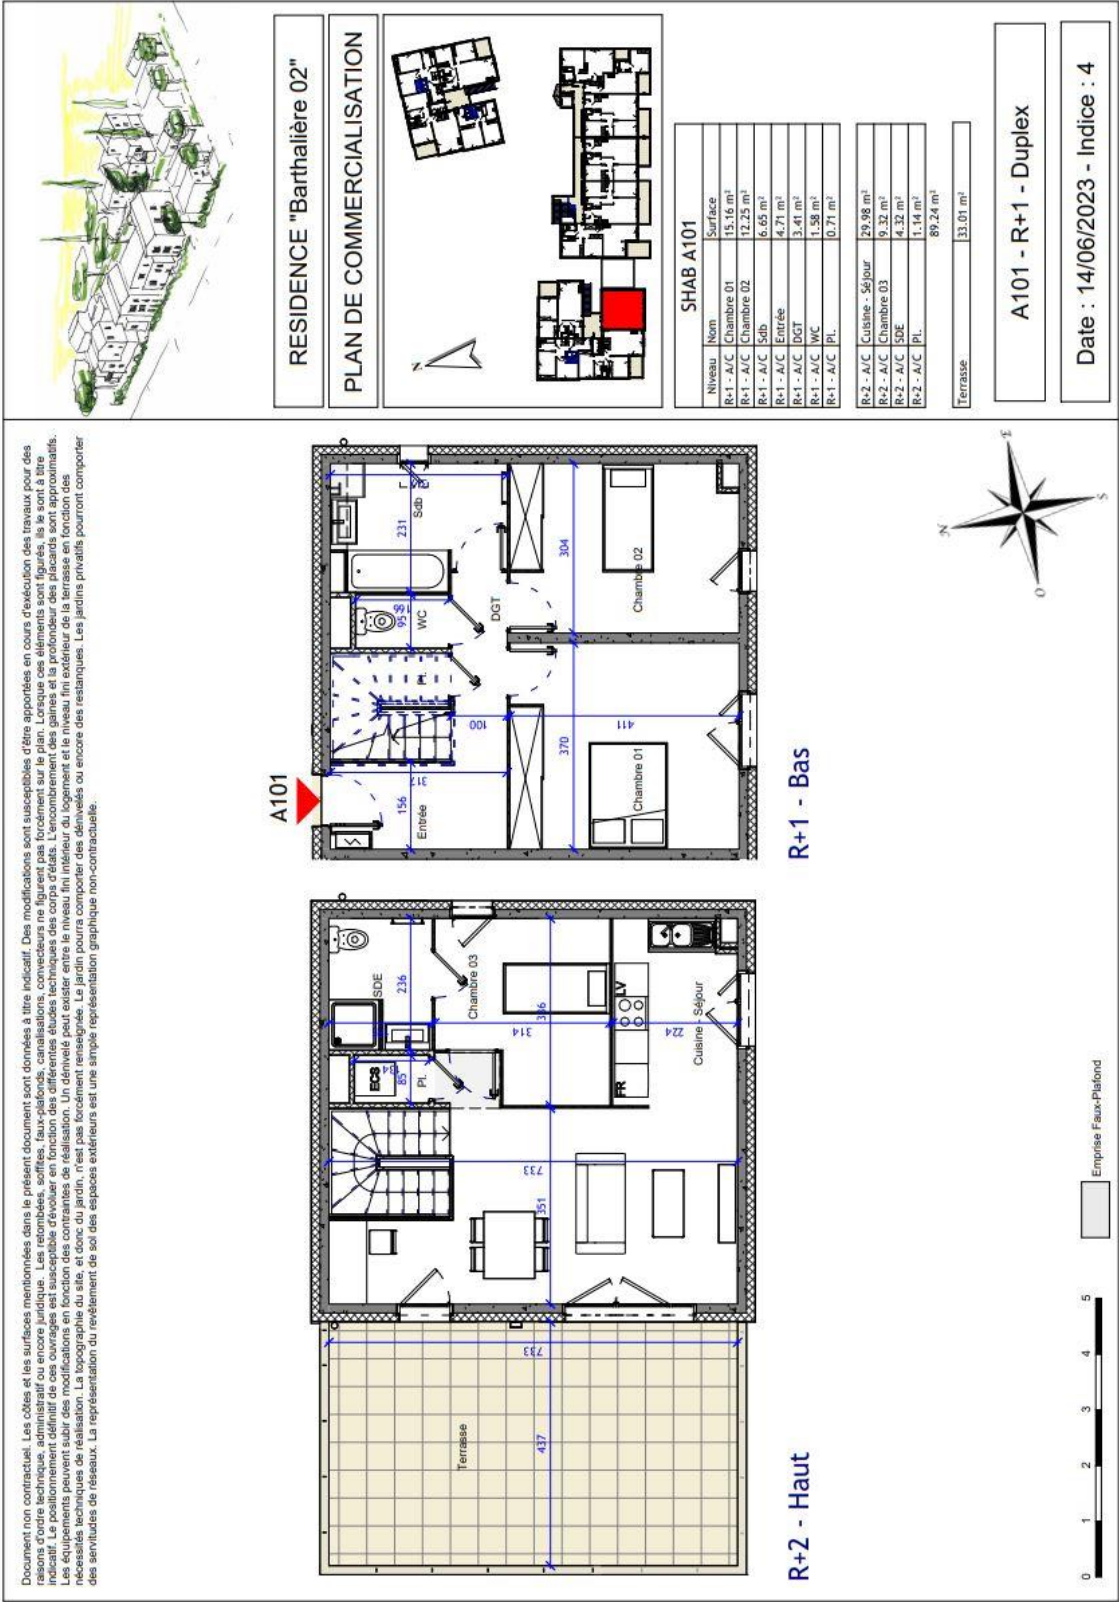 Document non contractuel. Les côtes et les surfaces mentionnées dans le présent document sont données à titre indicatif. Des modifications sont susceptibles d'être apportées en cours d'exécution des travaux pour des
raisons d'ordre technique, administratif ou encore juridique. Les retombées, soffites, faux-plafonds, canalisations, convecteurs ne figurent pas forcément sur le plan. Lorsque ces éléments sont figurés, ils le sont à titre
indicatif. Le positionnement définitif de ces ouvrages est susceptible d'évoluer en fonction des différentes études techniques des corps d'états. L'encombrement des gaines et la profondeur des placards sont approximatifs.
Les équipements peuvent subir des modifications en fonction des contraintes de réalisation. Un dénivelé peut exister entre le niveau fini intérieur du logement et le niveau fini extérieur de la terrasse en fonction des
nécessités techniques de réalisation. La topographie du site, et donc du jardin, n'est pas forcément renseignée. Le jardin pourra comporter des dénivelés ou encore des restanques. Les jardins privatifs pourront comporter
des servitudes de réseaux. La représentation du revêtement de sol des espaces extérieurs est une simple représentation graphique non-contractuelle.
RESIDENCE "Barthalière 02"
PLAN DE COMMERCIALISATION
N
SHAB A101
Niveau Nom Surface
R+1 - A/C Chambre 01 15.16 m²
R+1 - A/C Chambre 02 12.25 m²
R+1 - A/C Sdb 6.65 m²
R+1 - A/C Entrée 4.71 m²
R+1 - A/C DGT 3.41 m²
R+1 - A/C WC 1.58 m²
R+1 - A/C Pl. 0.71 m²
R+2 - A/C Cuisine - Séjour 29.98 m²
R+2 - A/C Chambre 03 9.32 m²
R+2 - A/C SDE 4.32 m²
R+2 - A/C Pl. 1.14 m²
89.24 m²
Terrasse 33.01 m²
A101 - R+1 - Duplex
Date : 14/06/2023 - Indice : 4
A101
Entrée
156
317
Pl.
WC
95
Sdb
231
DGT
100
370
304
411
Chambre 01
Chambre 02
R+1 - Bas
SDE
236
ECS
85
Pl.
Chambre 03
314
FR
LV
224
Cuisine - Séjour
733
351
733
437
Terrasse
R+2 - Haut
N
E
S
O
0 1 2 3 4 5
Emprise Faux-Plafond